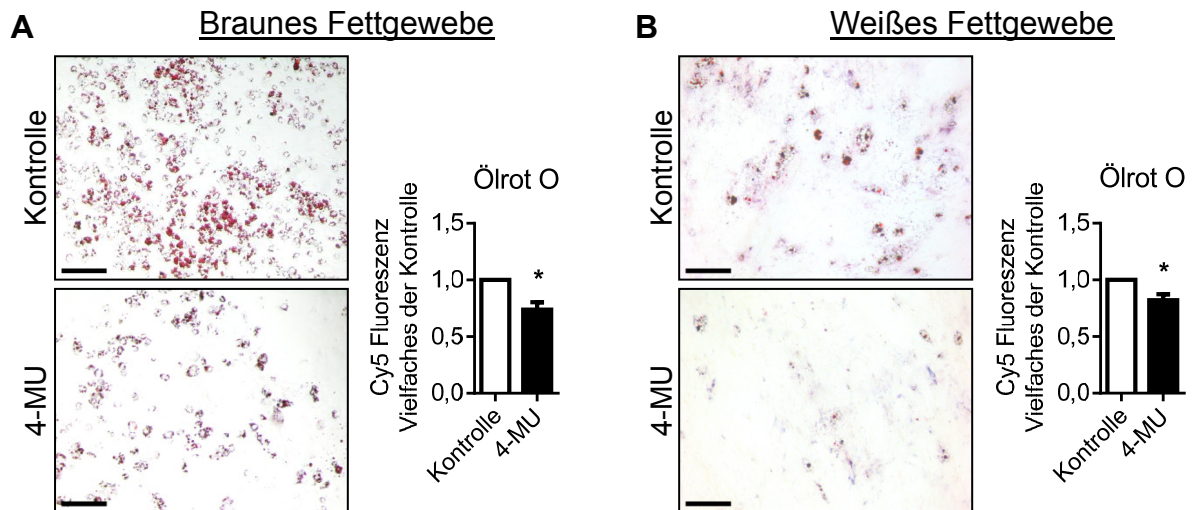 A
Braunes Fettgewebe
Kontrolle
4-MU
Ölrot O
Cy5 Fluoreszenz
Vielfaches der Kontrolle
1,5
1,0
0,5
0,0
*
Kontrolle
4-MU
B
Weißes Fettgewebe
Kontrolle
4-MU
Ölrot O
Cy5 Fluoreszenz
Vielfaches der Kontrolle
1,5
1,0
0,5
0,0
*
Kontrolle
4-MU